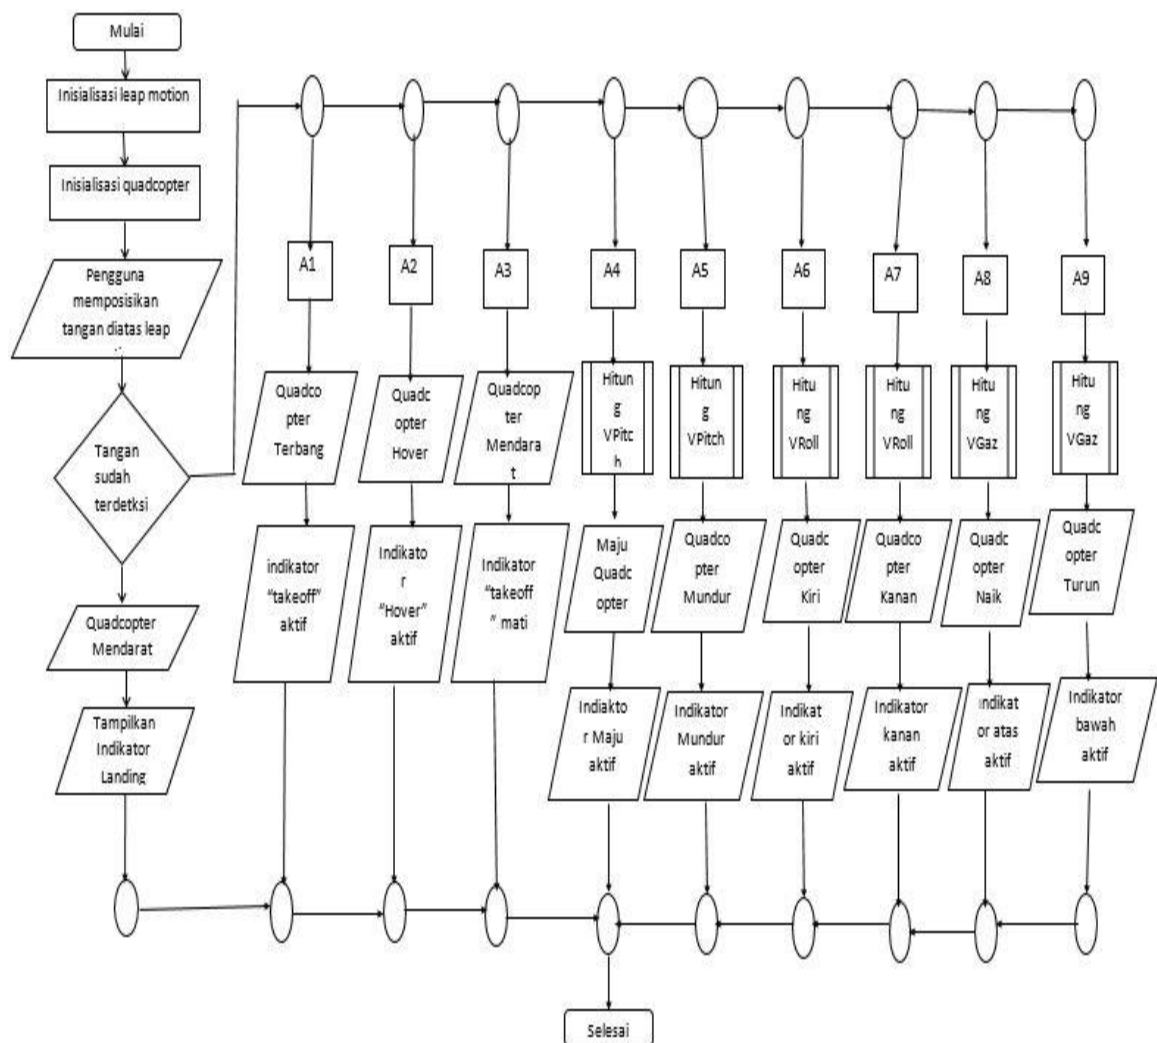 Mulai
Inisialisasi leap motion
Inisialisasi quadcopter
Pengguna
memposisikan
tangan diatas leap
Tangan
sudah
terdetksi
Quadcopter
Mendarat
Tampilkan
Indikator
Landing
A1
Quadco
pter
Terbang
indikator
"takeoff"
aktif
A2
Quadc
opter
Hover
Indikato
r
"Hover"
aktif
A3
Quadcop
ter
Mendara
t
Indikator
"takeoff
" mati
A4
Hitun
g
VPitc
h
Maju
Quadc
opter
Indiakto
r Maju
aktif
A5
Hitun
g
VPitch
Quadco
pter
Mundur
Indikator
Mundur
aktif
A6
Hitu
ng
VRoll
Quadc
opter
Kiri
Indikat
or kiri
aktif
A7
Hitu
ng
VRoll
Quadco
pter
Kanan
Indikator
kanan
aktif
A8
Hitu
ng
VGaz
Quadc
opter
Naik
Indikat
or atas
aktif
A9
Hitu
ng
VGaz
Quadc
opter
Turun
Indikator
bawah
aktif
Selesai